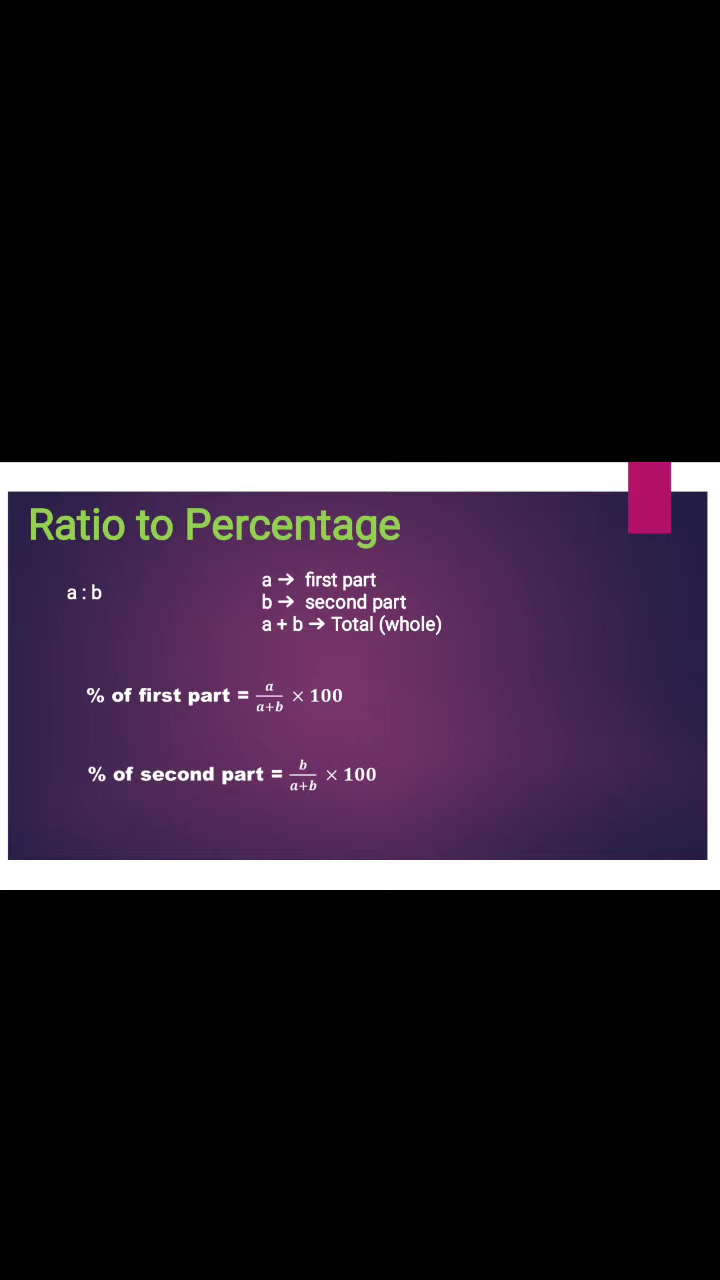 Ratio to Percentage
a : b
a → first part
b → second part
a + b → Total (whole)
% of first part = a/a+b × 100
% of second part = b/a+b × 100